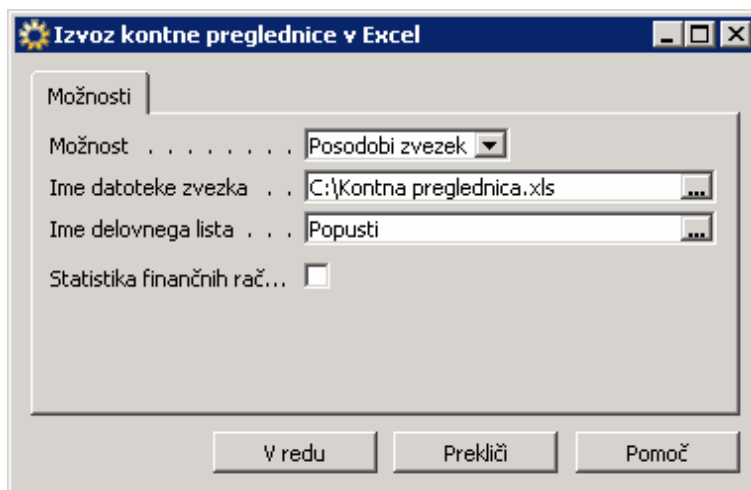 Izvoz kontne preglednice v Excel
Možnosti
Možnost . . . . . . . . Posodobi zvezek
Ime datoteke zvezka . . C:\Kontna preglednica.xls ...
Ime delovnega lista . . . Popusti ...
Statistika finančnih rač...
V redu Prekliči Pomoč